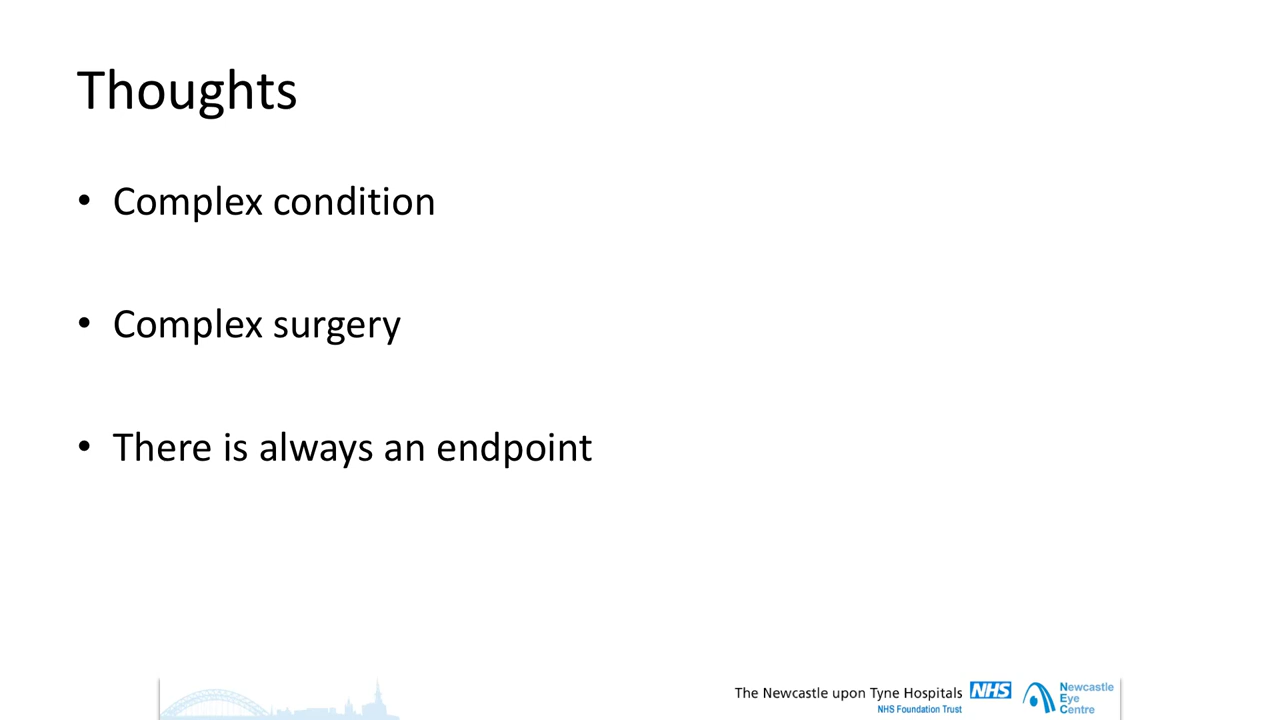 Thoughts
• Complex condition
• Complex surgery
• There is always an endpoint
The Newcastle upon Tyne Hospitals NHS
NHS Foundation Trust
Newcastle
Eye
Centre